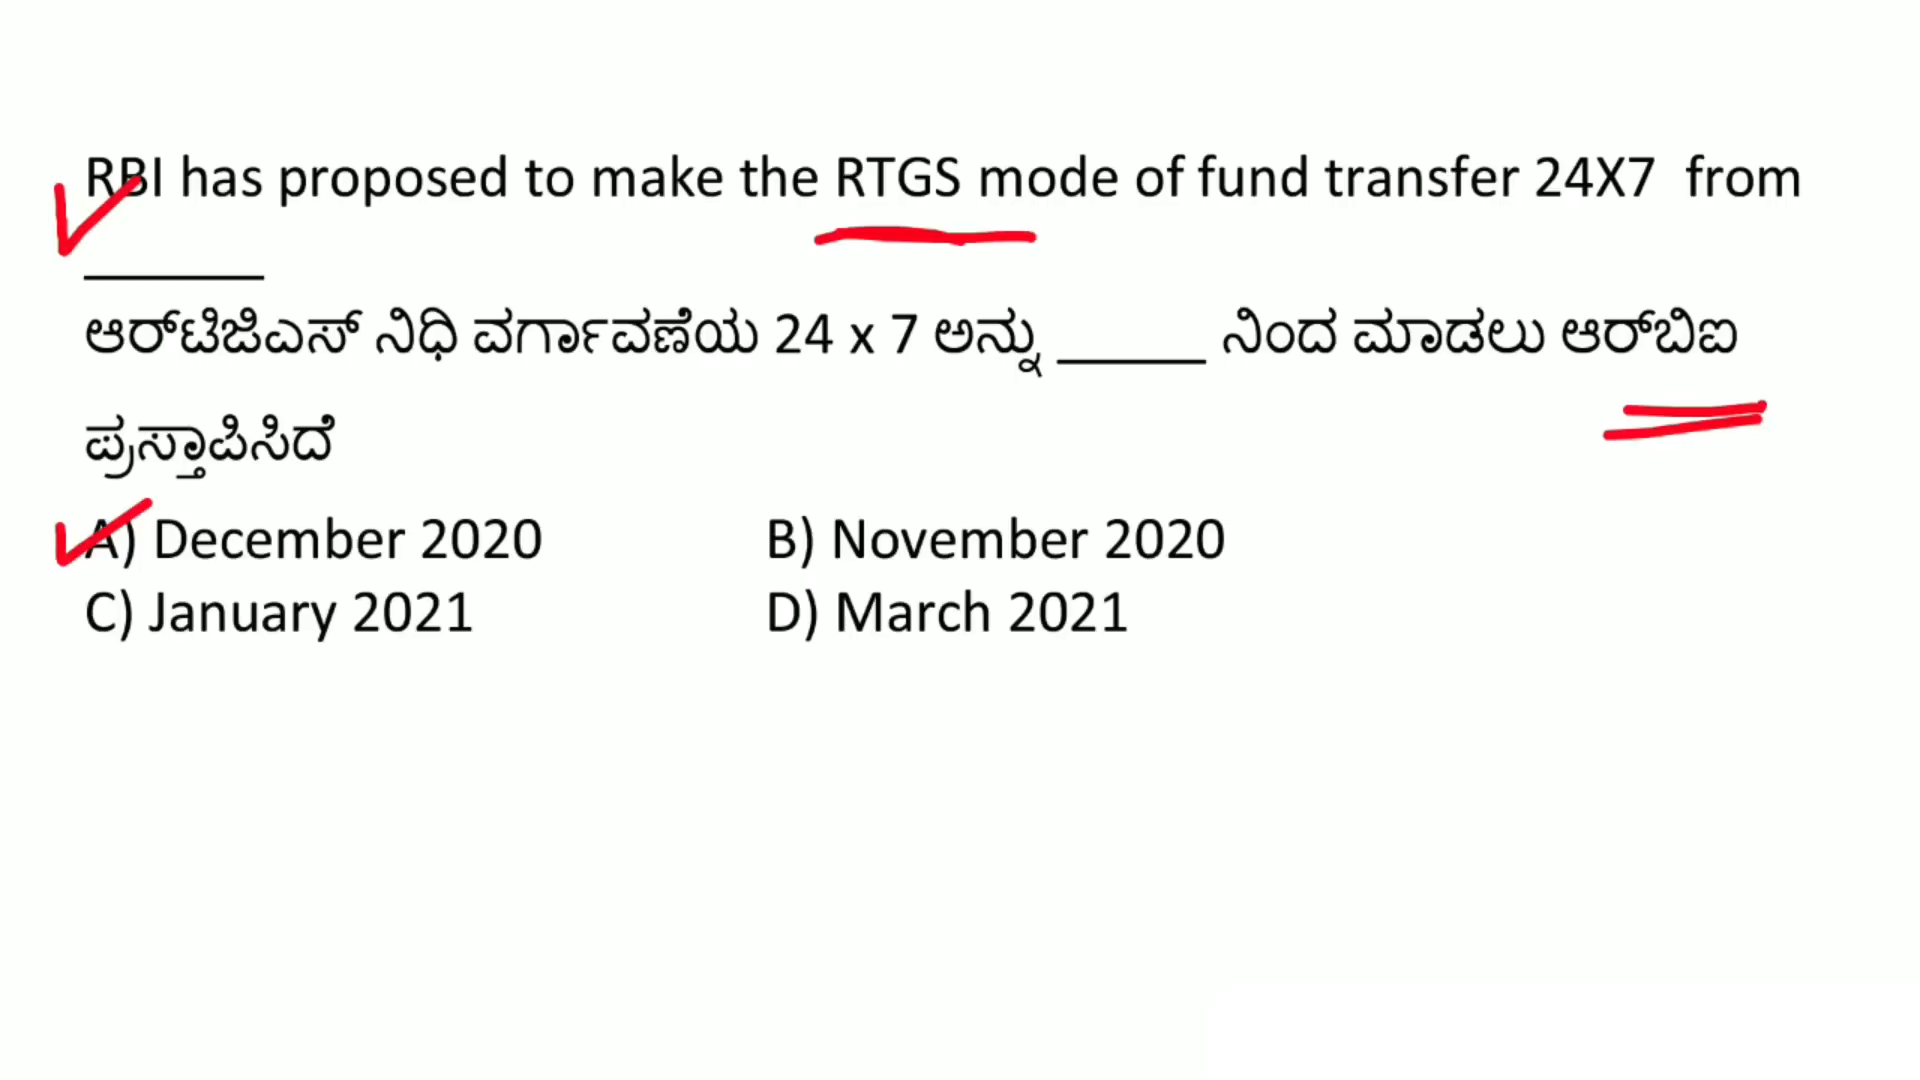 RBI has proposed to make the RTGS mode of fund transfer 24X7 from
______
ಆರ್‌ಟಿಜಿಎಸ್ ನಿಧಿ ವರ್ಗಾವಣೆಯ 24 x 7 ಅನ್ನು _____ ನಿಂದ ಮಾಡಲು ಆರ್‌ಬಿಐ
ಪ್ರಸ್ತಾಪಿಸಿದೆ
A) December 2020 B) November 2020
C) January 2021 D) March 2021